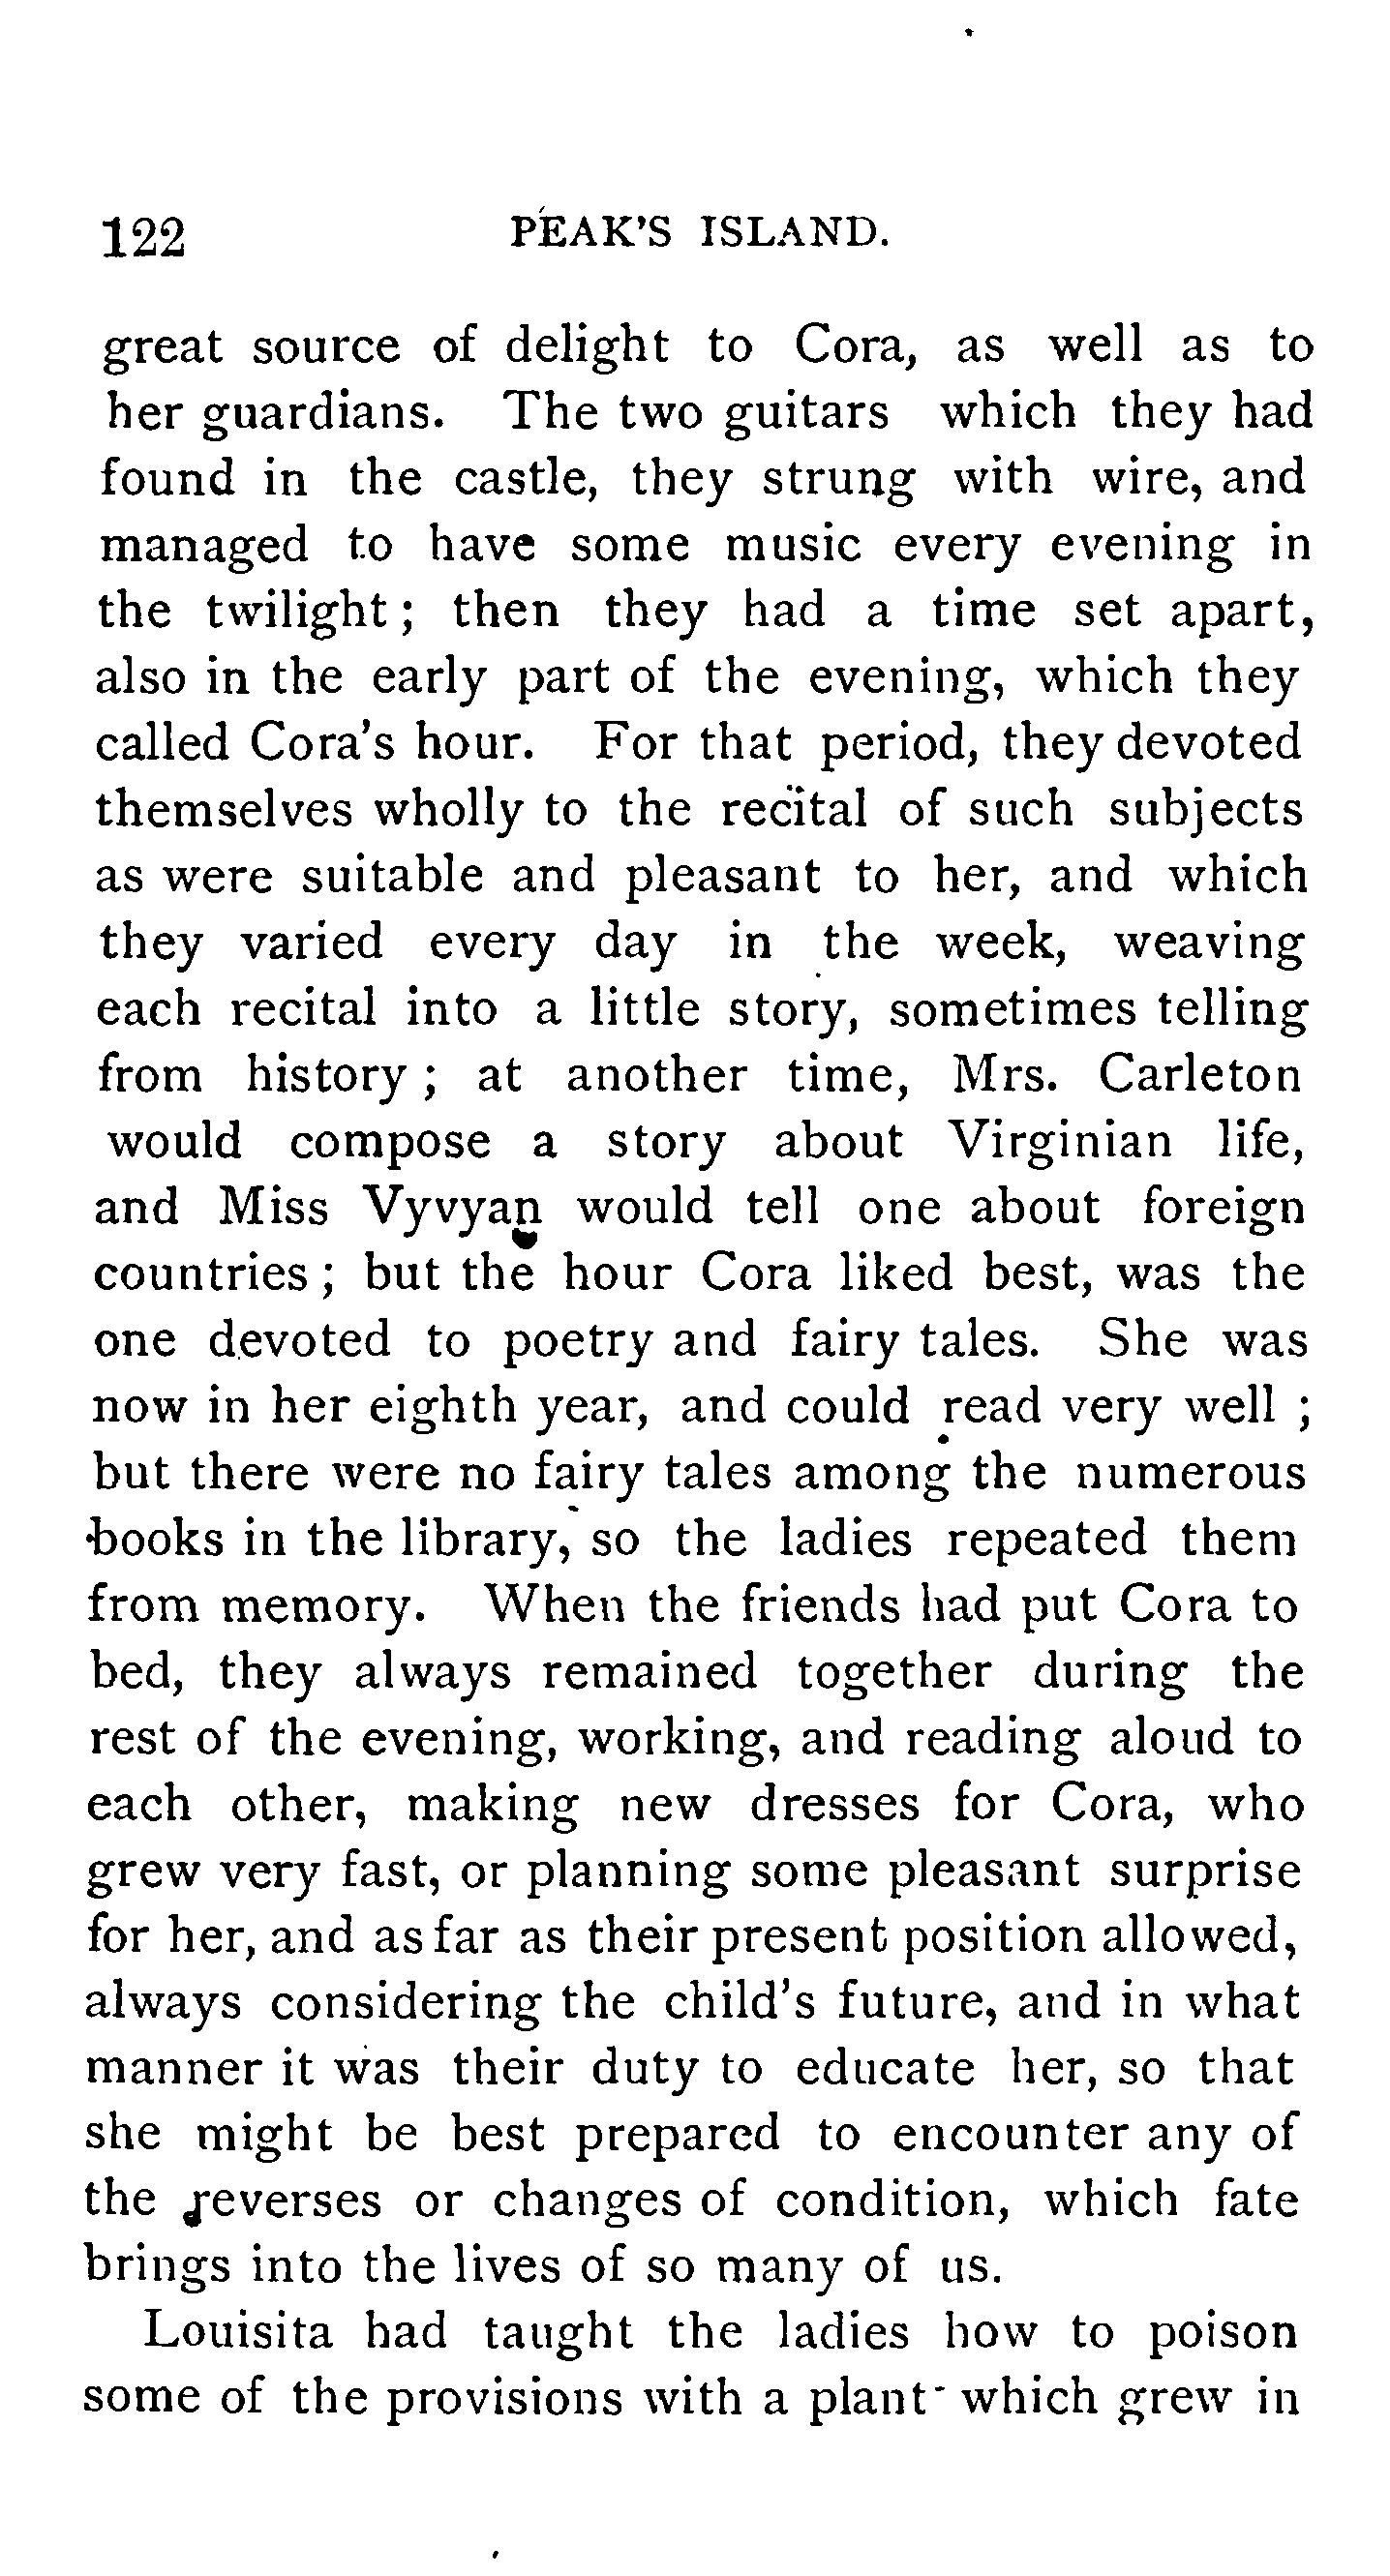 122 PEAK'S ISLAND.
great source of delight to Cora, as well as to
her guardians. The two guitars which they had
found in the castle, they strung with wire, and
managed to have some music every evening in
the twilight ; then they had a time set apart,
also in the early part of the evening, which they
called Cora's hour. For that period, they devoted
themselves wholly to the recital of such subjects
as were suitable and pleasant to her, and which
they varied every day in the week, weaving
each recital into a little story, sometimes telling
from history ; at another time, Mrs. Carleton
would compose a story about Virginian life,
and Miss Vyvyan would tell one about foreign
countries ; but the hour Cora liked best, was the
one devoted to poetry and fairy tales. She was
now in her eighth year, and could read very well ;
but there were no fairy tales among the numerous
books in the library, so the ladies repeated them
from memory. When the friends had put Cora to
bed, they always remained together during the
rest of the evening, working, and reading aloud to
each other, making new dresses for Cora, who
grew very fast, or planning some pleasant surprise
for her, and as far as their present position allowed,
always considering the child's future, and in what
manner it was their duty to educate her, so that
she might be best prepared to encounter any of
the reverses or changes of condition, which fate
brings into the lives of so many of us.
Louisita had taught the ladies how to poison
some of the provisions with a plant which grew in